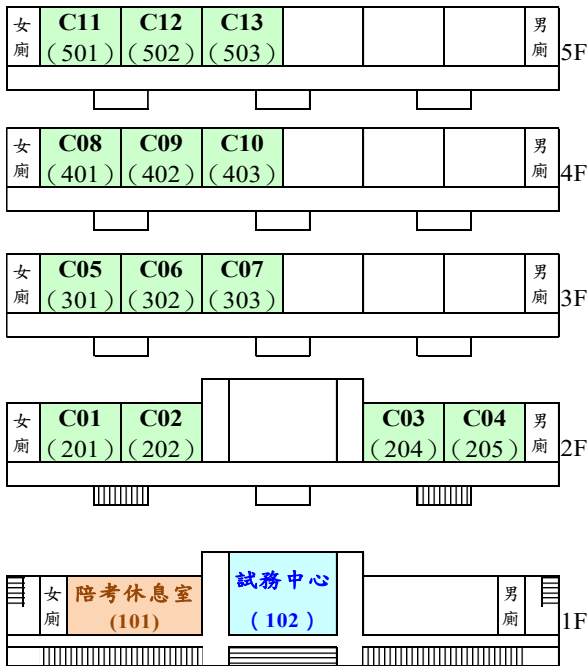 女廁 C11 C12 C13 男廁
（501） （502） （503） 5F
女廁 C08 C09 C10 男廁
（401） （402） （403） 4F
女廁 C05 C06 C07 男廁
（301） （302） （303） 3F
女廁 C01 C02 C03 C04 男廁
（201） （202） （204） （205） 2F
女廁 陪考休息室 試務中心 男廁
(101) （102） 1F